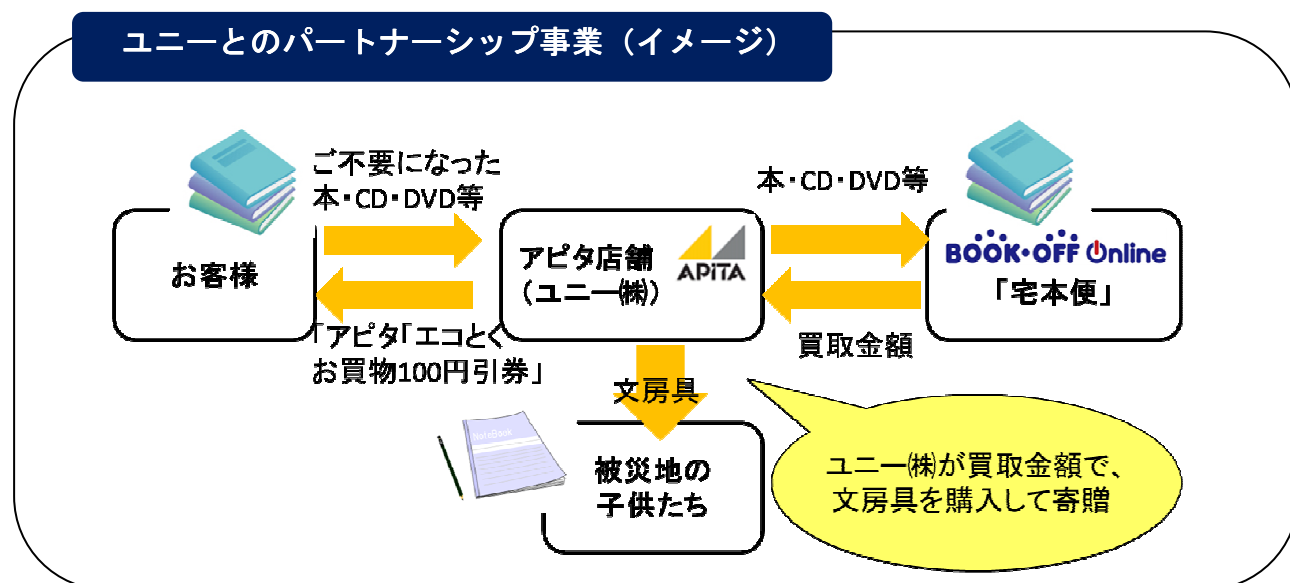 ユニーとのパートナーシップ事業（イメージ）
ご不要になった
本・CD・DVD等
本・CD・DVD等
お客様
アピタ店舗
（ユニー㈱）
APiTA
BOOK・OFF Online
「宅本便」
「アピタ「エコとく
お買物100円引券」
買取金額
文房具
NoteBook
被災地の
子供たち
ユニー㈱が買取金額で、
文房具を購入して寄贈